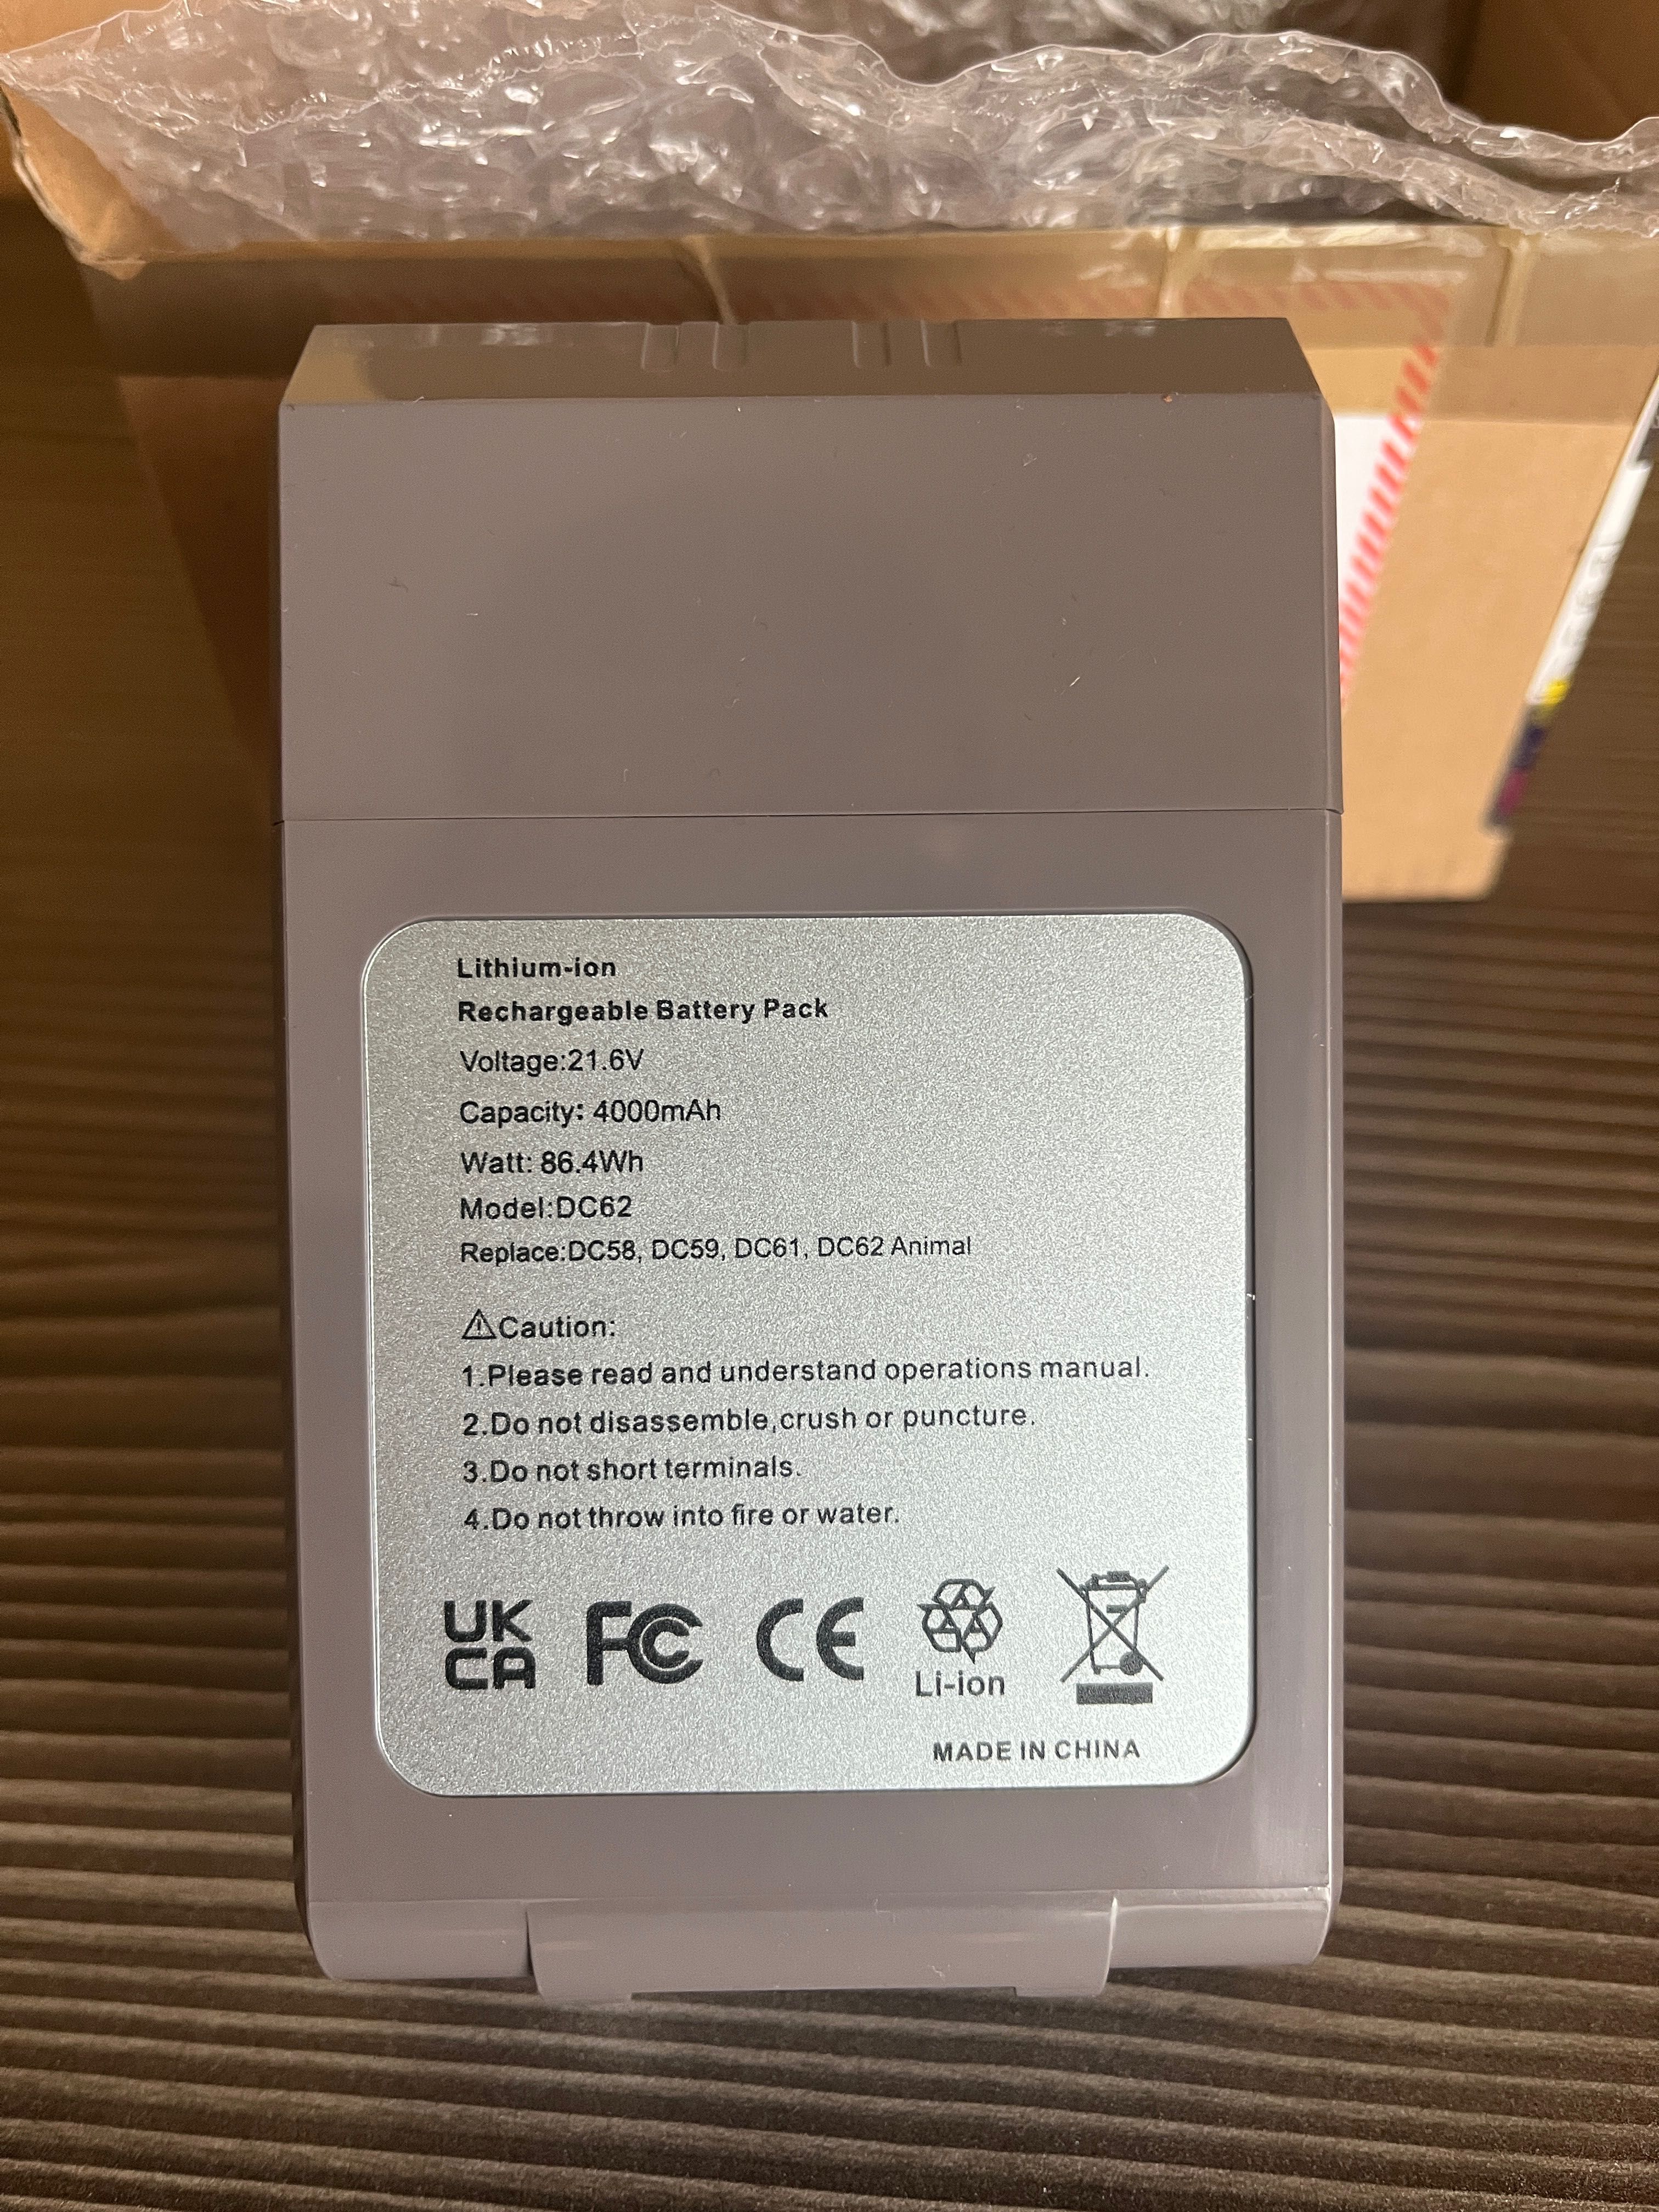 Lithium-ion
Rechargeable Battery Pack
Voltage:21.6V
Capacity: 4000mAh
Watt: 86.4Wh
Model:DC62
Replace:DC58, DC59, DC61, DC62 Animal
⚠Caution:
1.Please read and understand operations manual.
2.Do not disassemble,crush or puncture.
3.Do not short terminals.
4.Do not throw into fire or water.
UK
CA
FC
CE
Li-ion
MADE IN CHINA